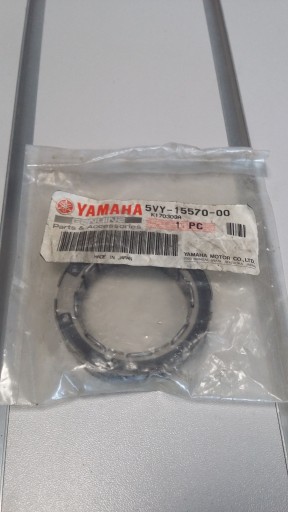 YAMAHA 5VY-15570-00
GENUINE
Parts & Accessories
1 PC
MADE IN JAPAN
YAMAHA MOTOR CO.,LTD.